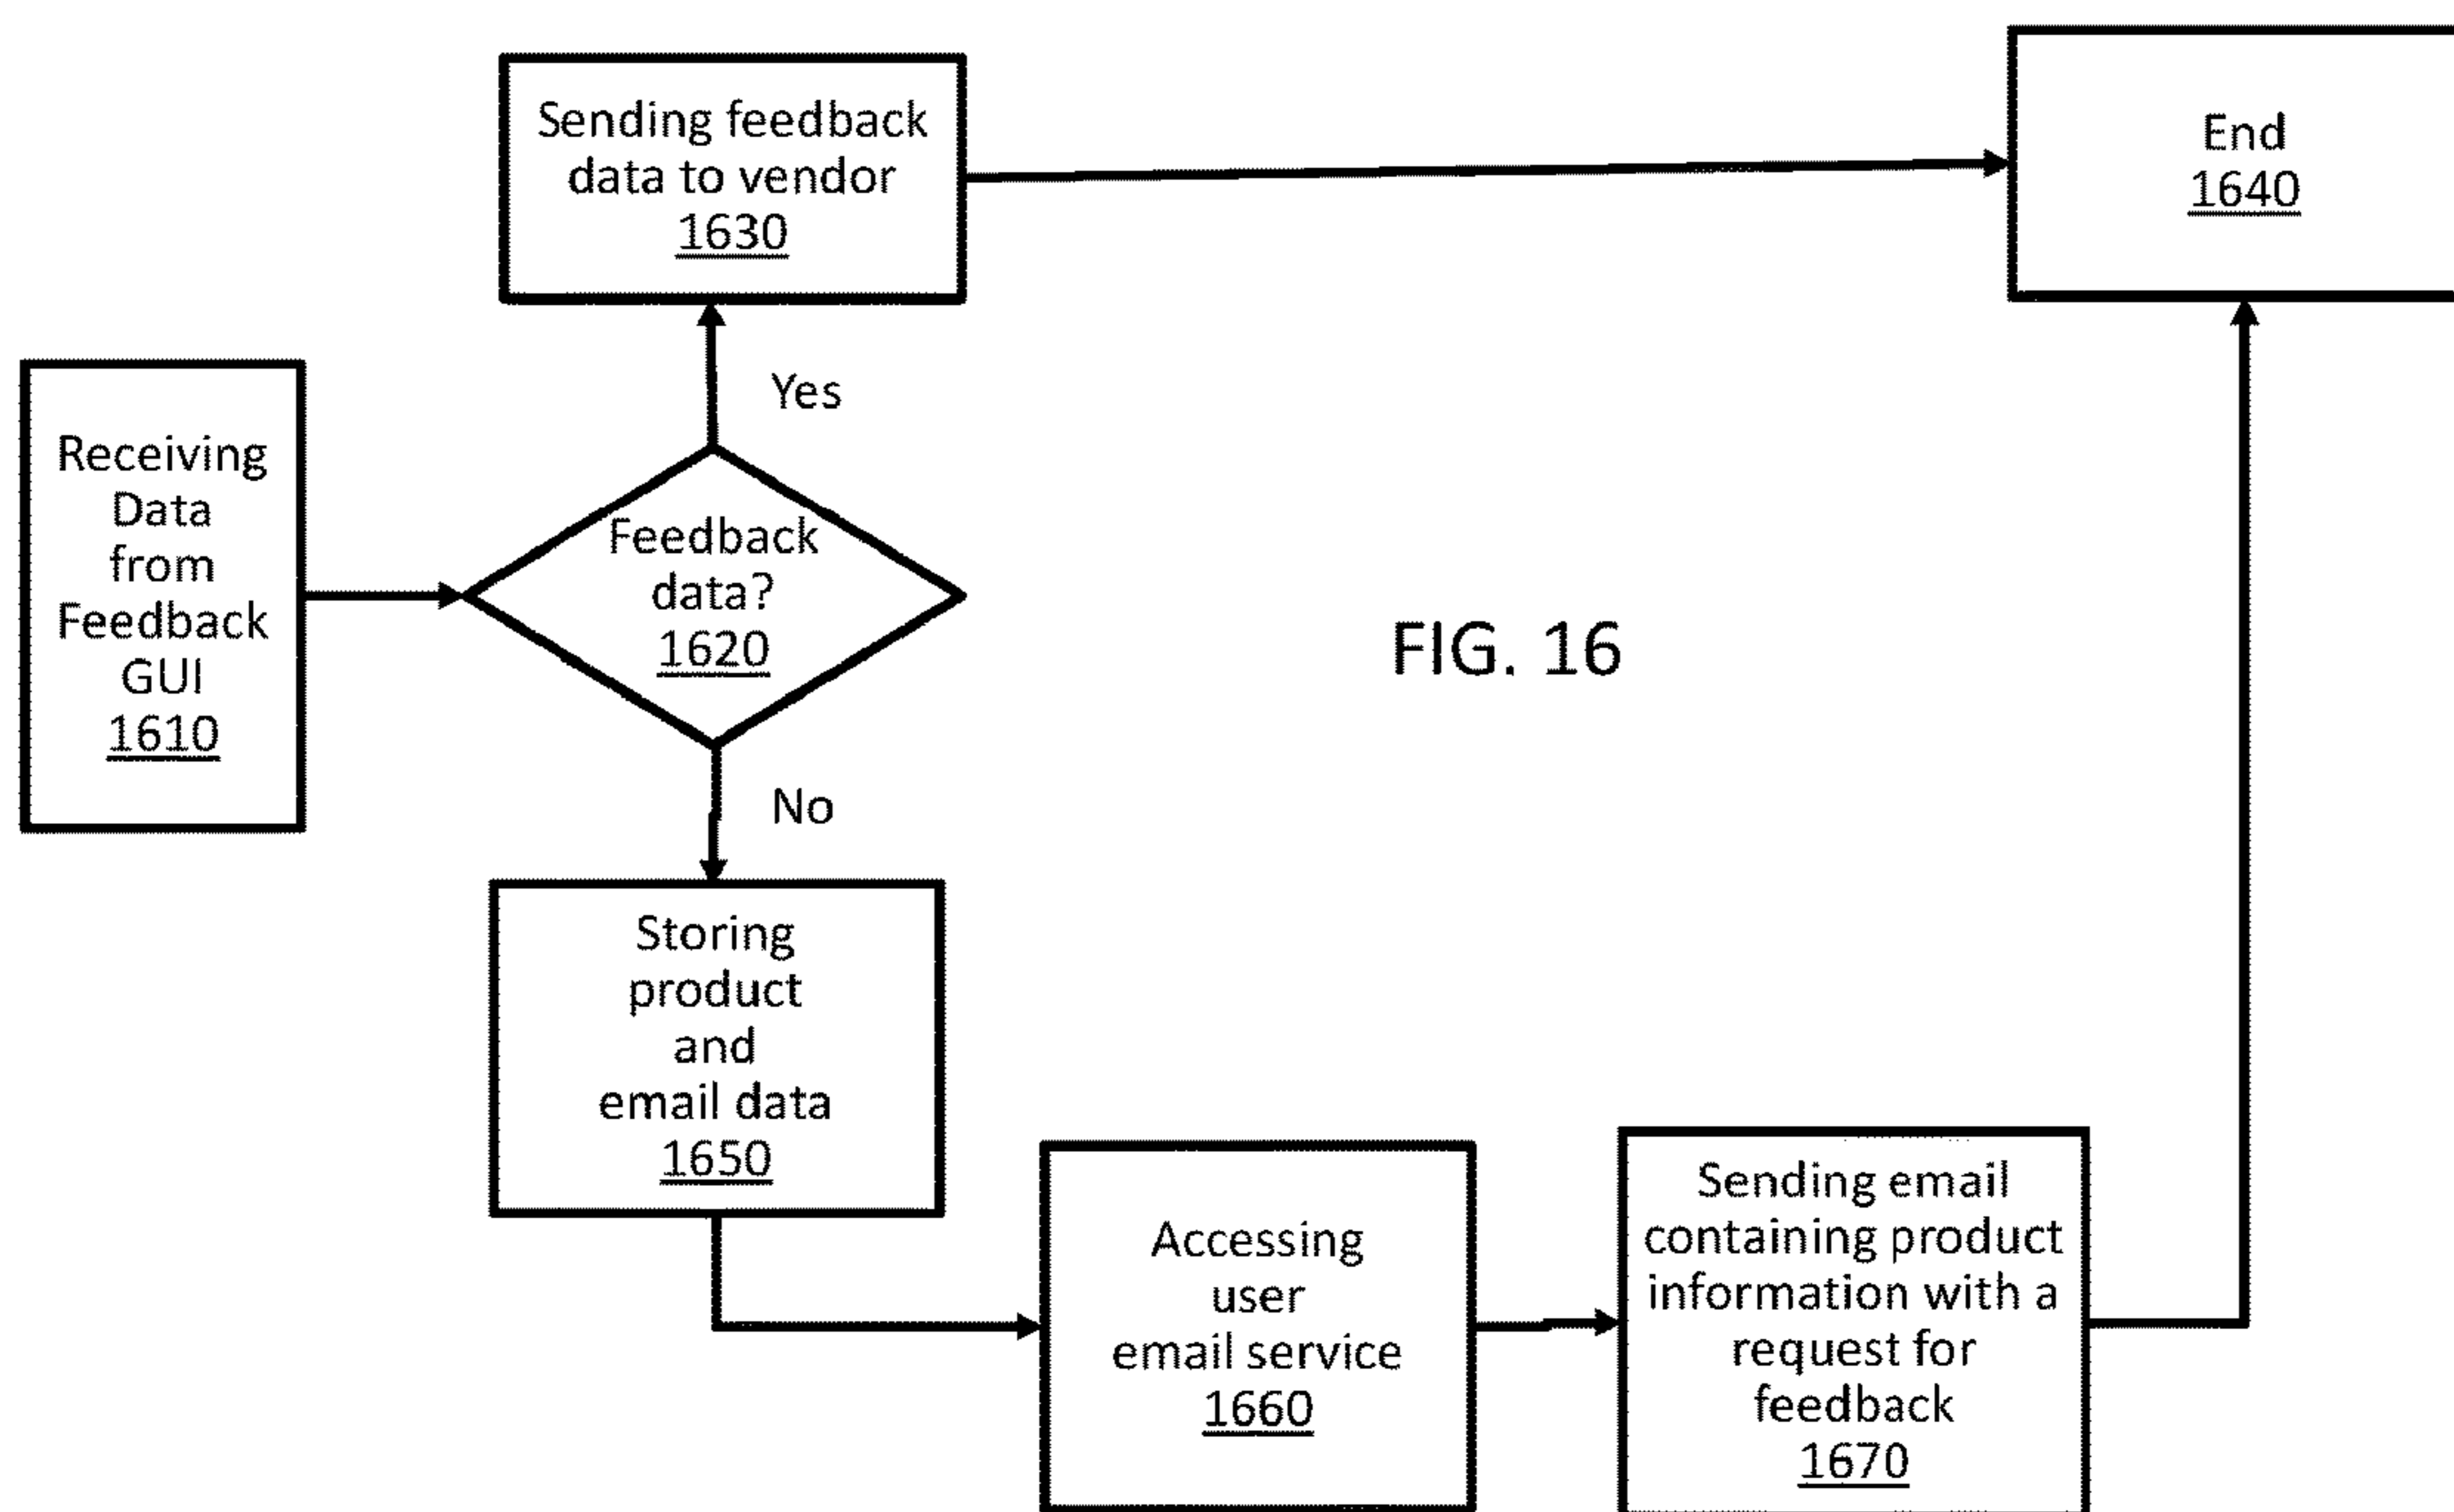 Sending feedback
data to vendor
1630
End
1640
Yes
Receiving
Data
from
Feedback
GUI
1610
Feedback
data?
1620
FIG. 16
No
Storing
product
and
email data
1650
Accessing
user
email service
1660
Sending email
containing product
information with a
request for
feedback
1670